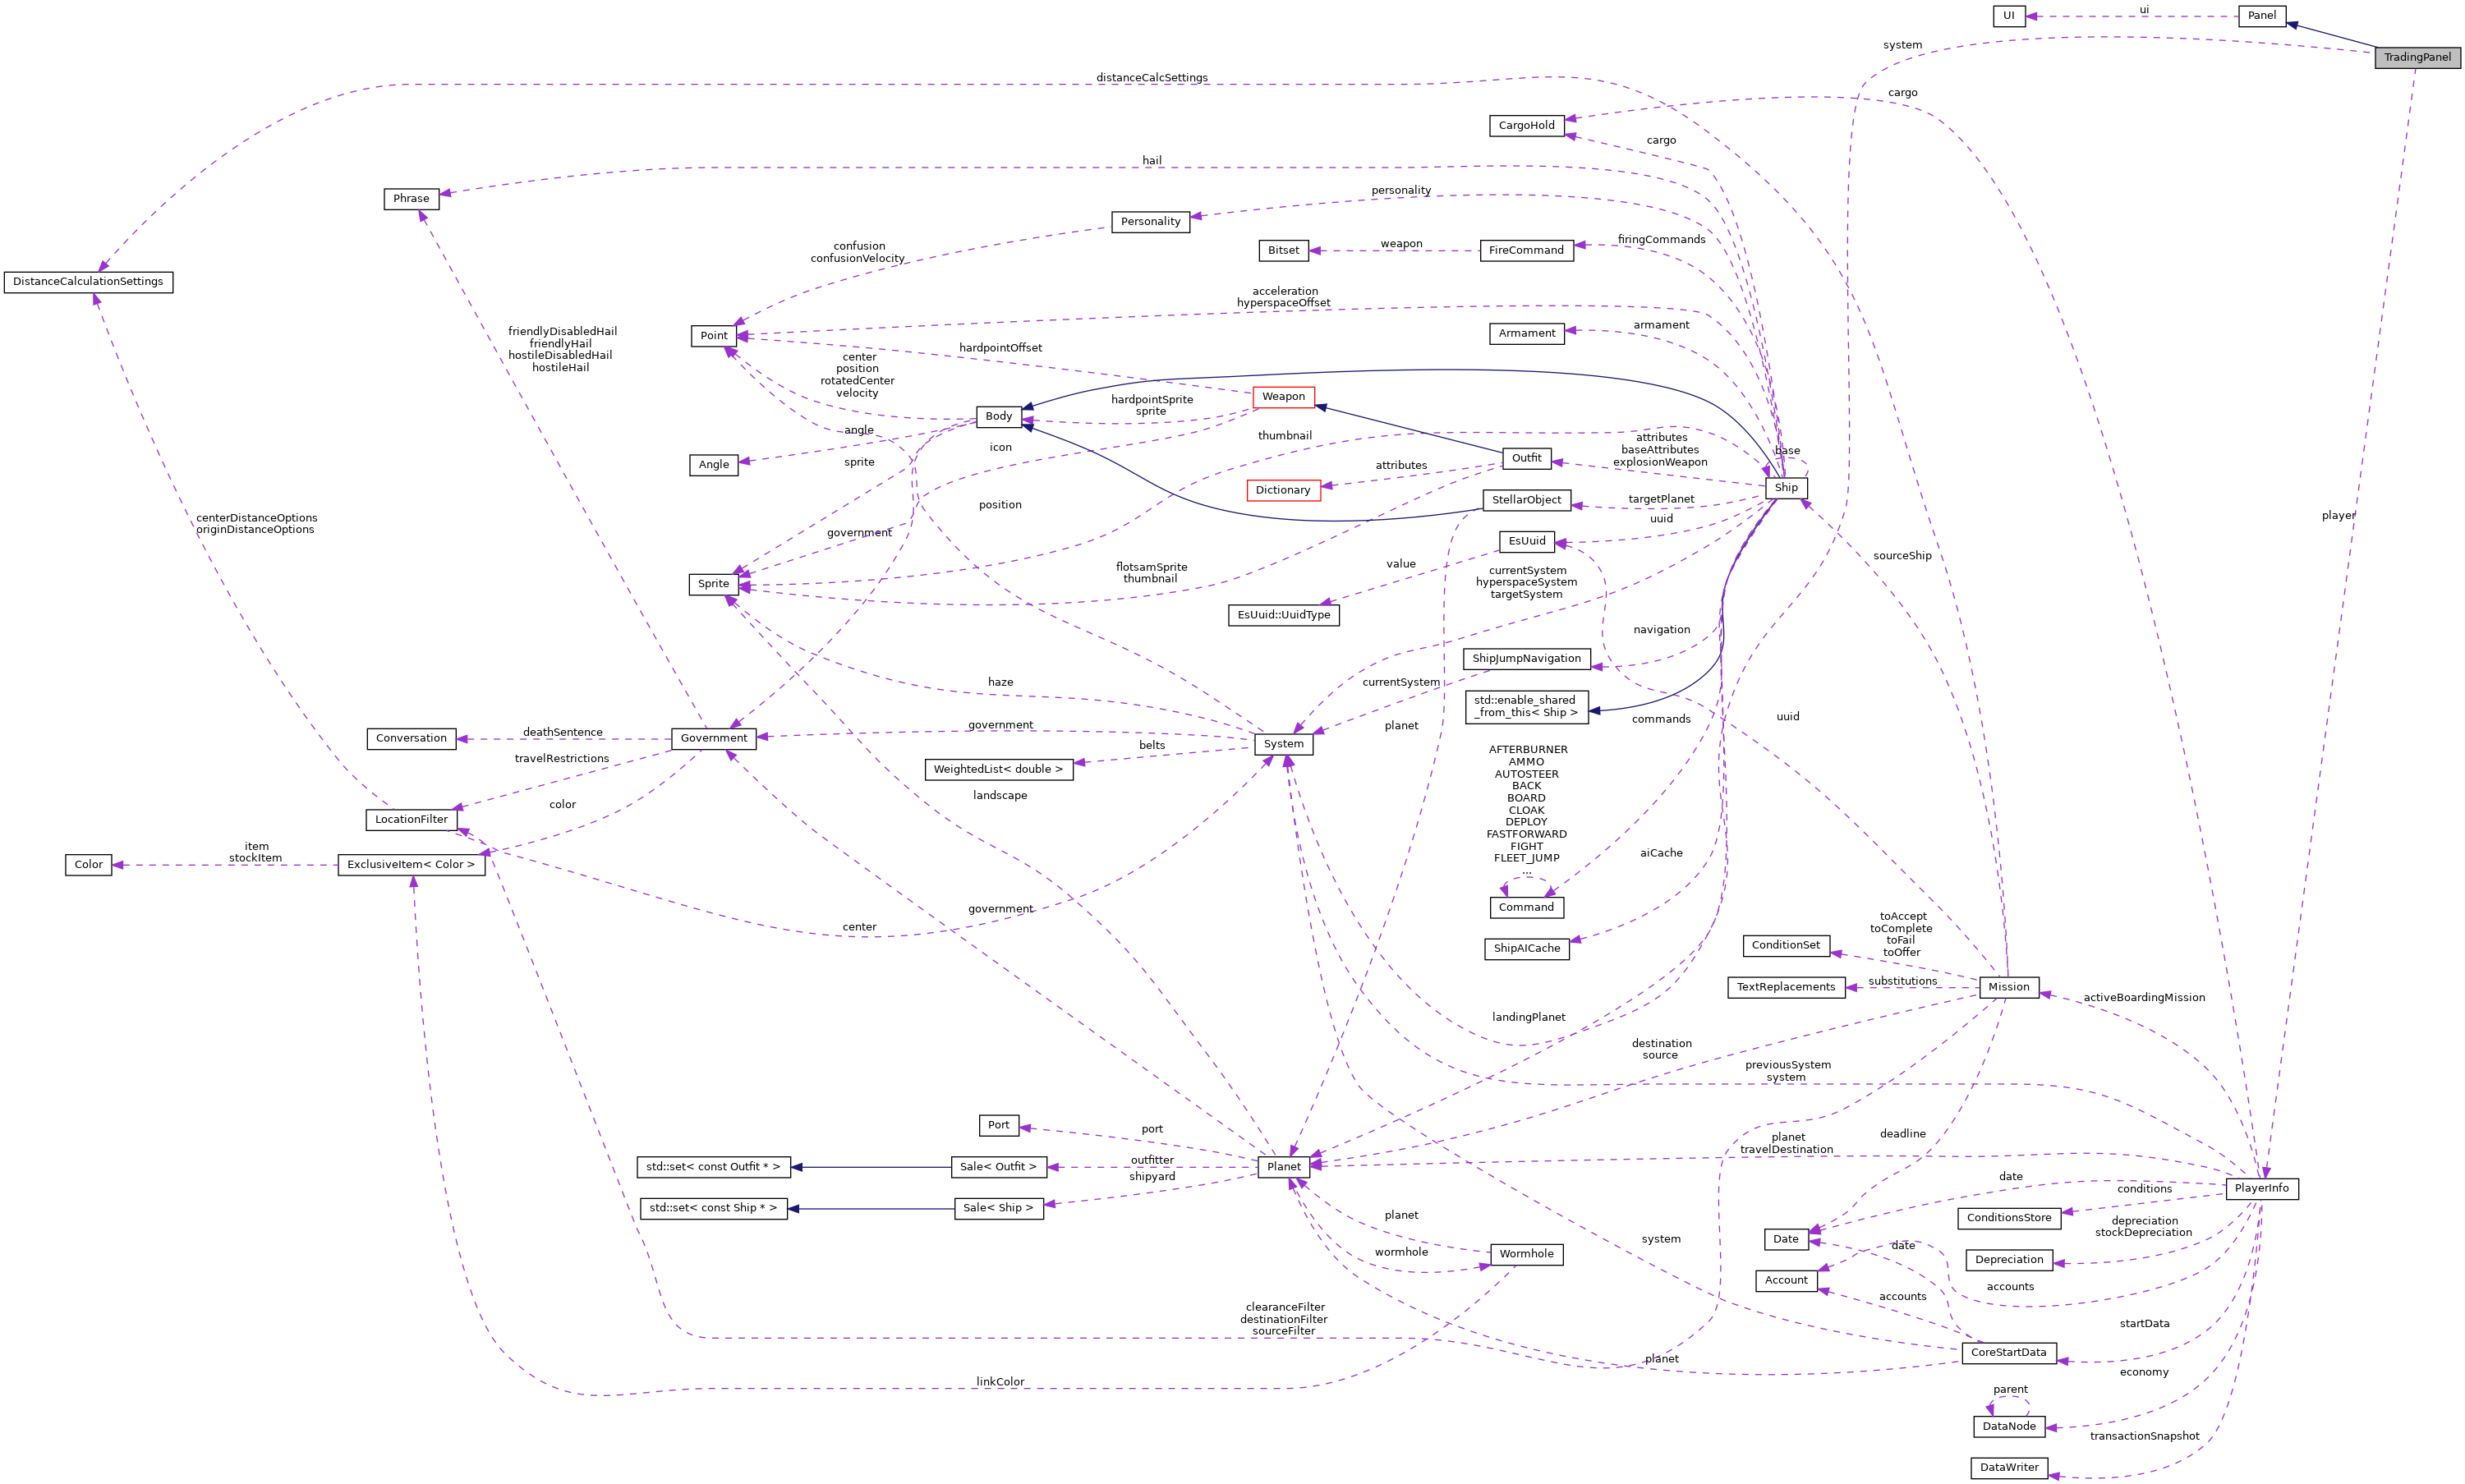 UI
ui
Panel
system
TradingPanel
distanceCalcSettings
cargo
CargoHold
cargo
hail
Phrase
personality
Personality
firingCommands
confusion
confusionVelocity
Bitset
weapon
FireCommand
DistanceCalculationSettings
acceleration
hyperspaceOffset
friendlyDisabledHail
friendlyHail
hostileDisabledHail
hostileHail
Point
armament
Armament
hardpointOffset
center
position
rotatedCenter
velocity
Weapon
hardpointSprite
sprite
Body
angle
thumbnail
attributes
baseAttributes
explosionWeapon
base
icon
Outfit
Angle
sprite
attributes
Dictionary
Ship
StellarObject
targetPlanet
position
centerDistanceOptions
originDistanceOptions
player
uuid
government
EsUuid
sourceShip
value
flotsamSprite
thumbnail
currentSystem
hyperspaceSystem
targetSystem
Sprite
EsUuid::UuidType
navigation
ShipJumpNavigation
haze
currentSystem
std::enable_shared
_from_this< Ship >
uuid
commands
planet
government
deathSentence
Conversation
Government
System
belts
AFTERBURNER
AMMO
AUTOSTEER
BACK
BOARD
CLOAK
DEPLOY
FASTFORWARD
FIGHT
FLEET_JUMP
...
travelRestrictions
WeightedList< double >
landscape
color
LocationFilter
item
stockItem
aiCache
Color
ExclusiveItem< Color >
Command
government
center
toAccept
toComplete
toFail
toOffer
ConditionSet
ShipAICache
substitutions
TextReplacements
Mission
activeBoardingMission
landingPlanet
destination
source
previousSystem
system
Port
port
deadline
planet
travelDestination
outfitter
std::set< const Outfit * >
Sale< Outfit >
Planet
shipyard
date
PlayerInfo
conditions
std::set< const Ship * >
Sale< Ship >
planet
ConditionsStore
depreciation
stockDepreciation
Date
date
system
wormhole
Wormhole
Depreciation
Account
accounts
accounts
clearanceFilter
destinationFilter
sourceFilter
startData
CoreStartData
planet
economy
linkColor
parent
DataNode
transactionSnapshot
DataWriter